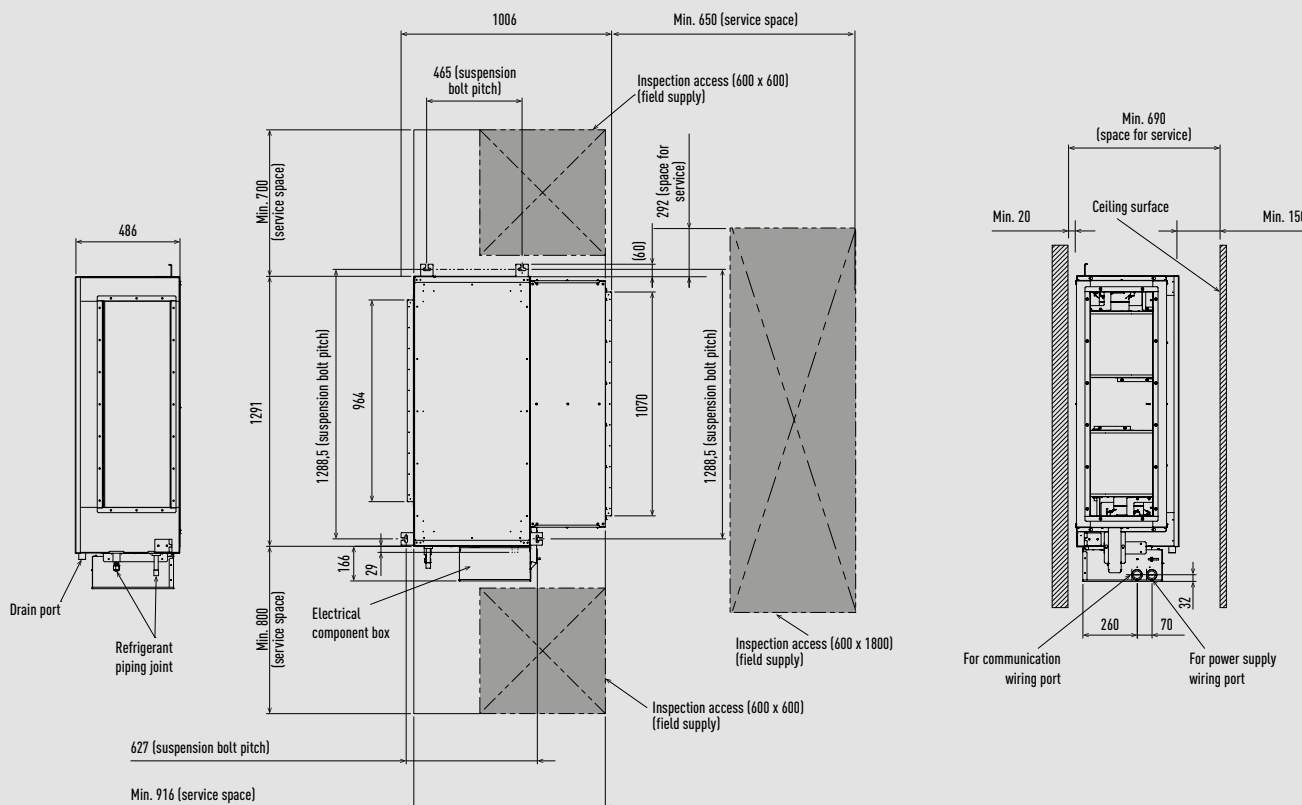 1006
Min. 650 (service space)
465 (suspension
bolt pitch)
Inspection access (600 x 600)
(field supply)
Min. 690
(space for service)
Min. 700
(service space)
292 (space for
service)
Ceiling surface
Min. 20
Min. 150
486
(60)
1291
1288,5 (suspension bolt pitch)
964
1070
1288,5 (suspension bolt pitch)
166
29
Drain port
Refrigerant
piping joint
Min. 800
(service space)
Electrical
component box
Inspection access (600 x 1800)
(field supply)
Inspection access (600 x 600)
(field supply)
32
260
70
For communication
wiring port
For power supply
wiring port
627 (suspension bolt pitch)
Min. 916 (service space)